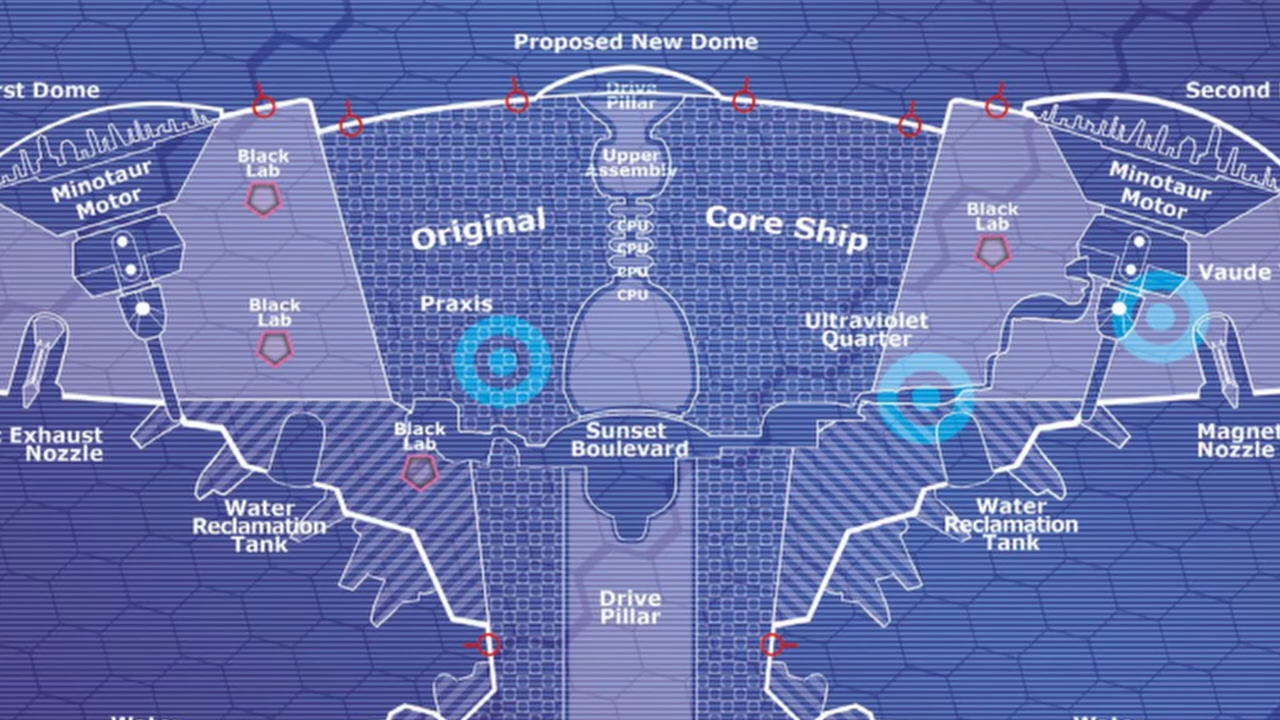 Proposed New Dome
rst Dome
Drive
Pillar
Second
Black
Lab
Upper
Assembly
Minotaur
Motor
Minotaur
Motor
Original
Core Ship
Black
Lab
CPU
CPU
CPU
CPU
Vaude
Praxis
Black
Lab
Ultraviolet
Quarter
Exhaust
Nozzle
Black
Lab
Sunset
Boulevard
Magnet
Nozzle
Water
Reclamation
Tank
Water
Reclamation
Tank
Drive
Pillar